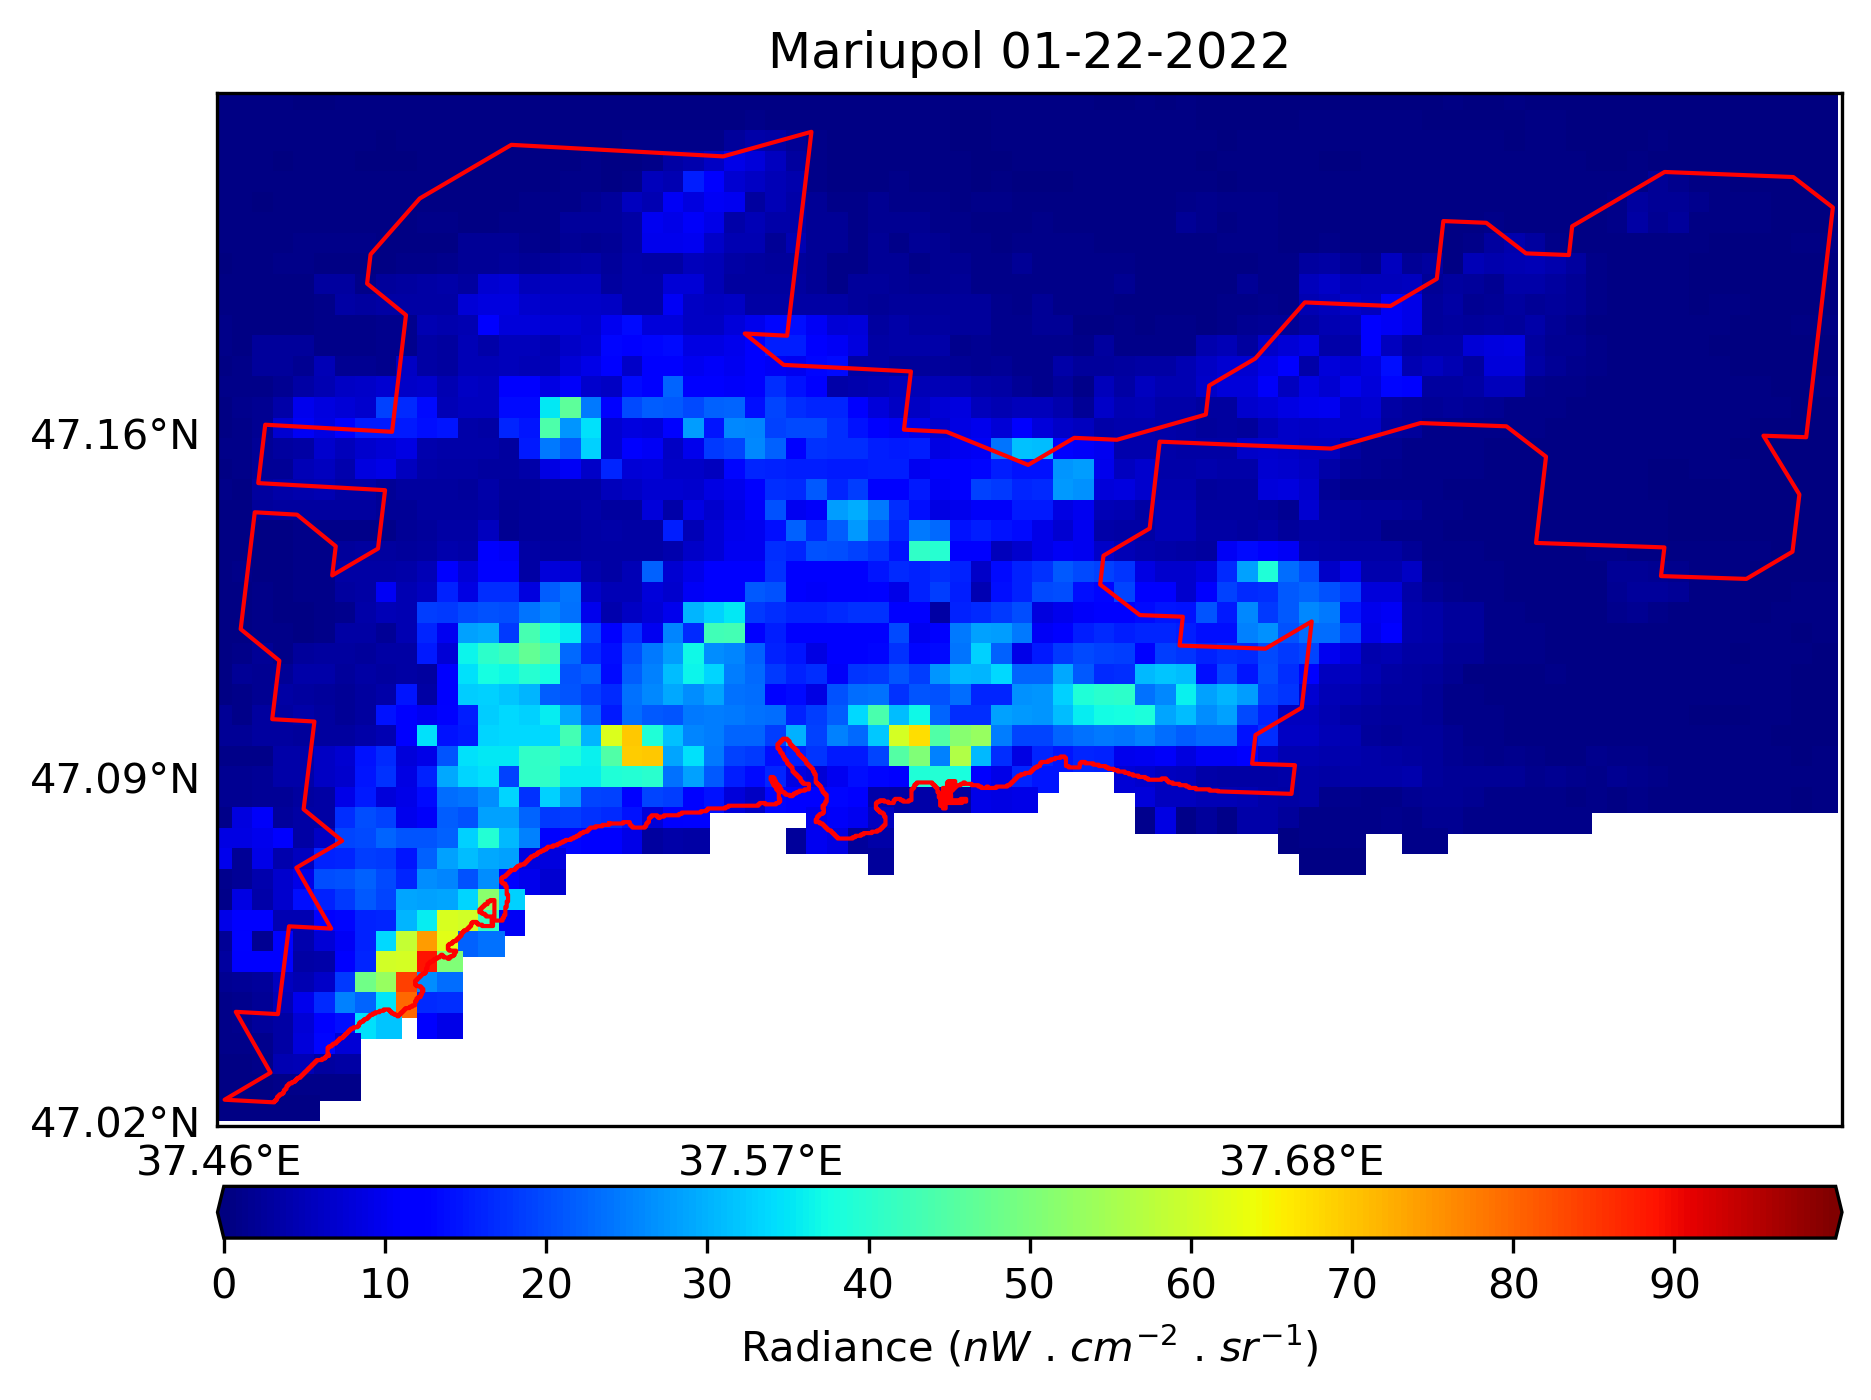 Mariupol 01-22-2022
47.16°N
47.09°N
47.02°N
37.46°E 37.57°E 37.68°E
0 10 20 30 40 50 60 70 80 90
Radiance (nW . cm⁻² . sr⁻¹)